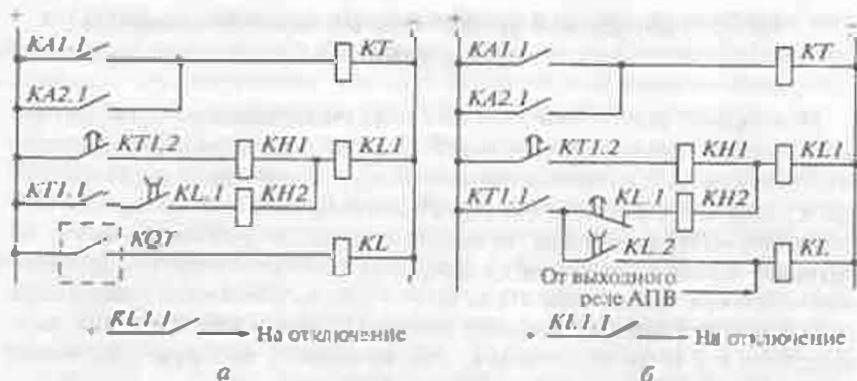 KA1.1
KT
KA2.1
KT1.2
KH1
KL1
KT1.1
KL.1
KH2
KQT
KL
KL1.1
На отключение
а
KA1.1
KT
KA2.1
KT1.2
KH1
KL1
KT1.1
KL.1
KH2
KL.2
KL
От выходного
реле АПВ
KL1.1
На отключение
б